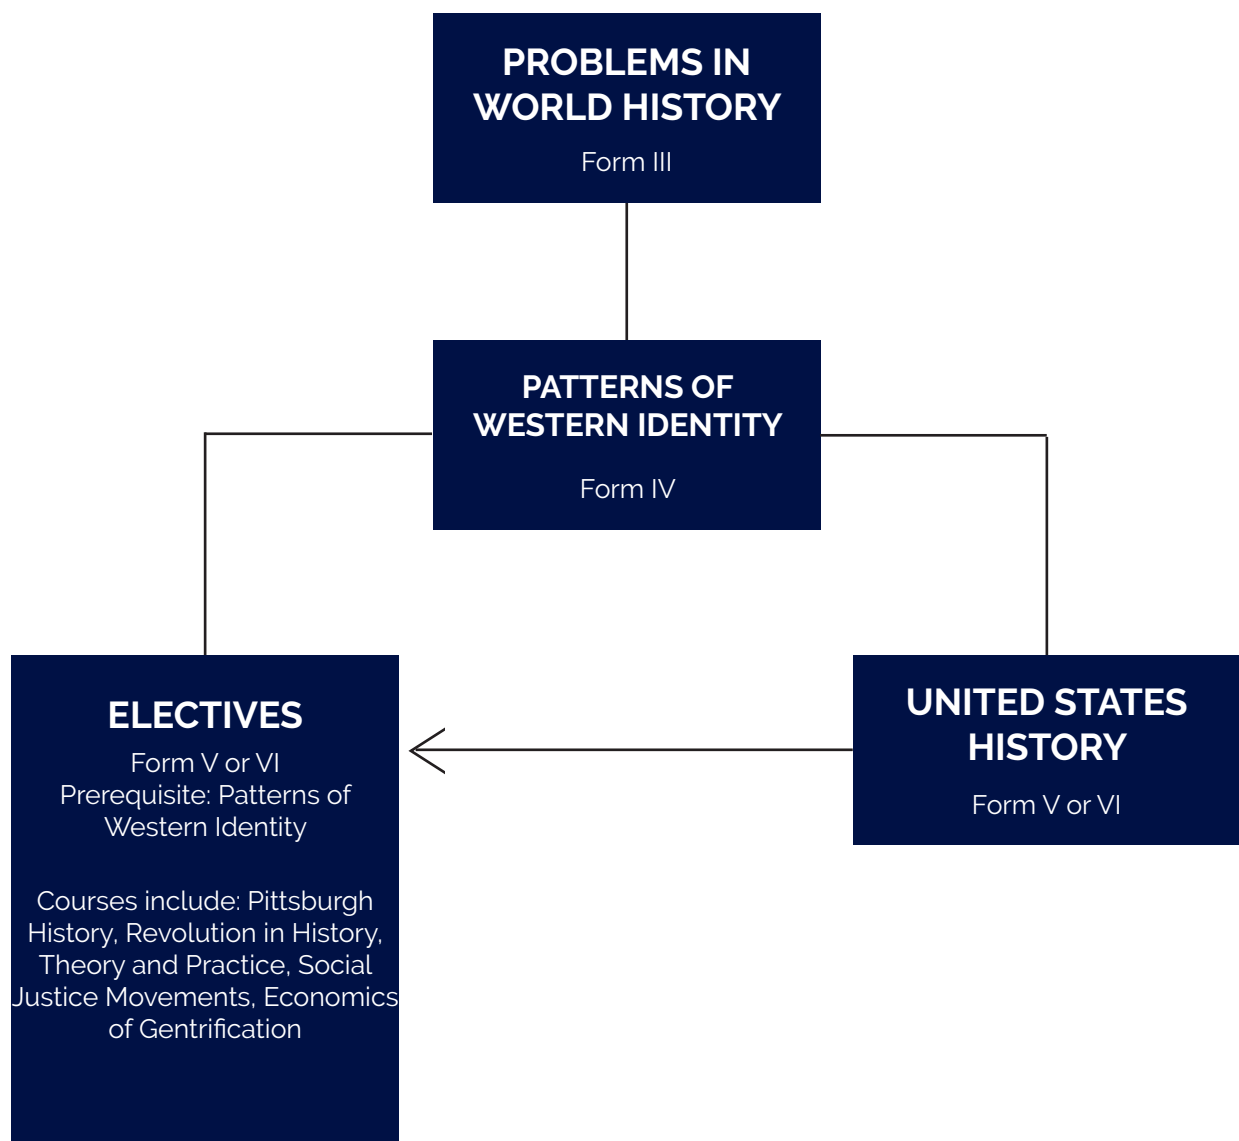 PROBLEMS IN
WORLD HISTORY
Form III
PATTERNS OF
WESTERN IDENTITY
Form IV
ELECTIVES
Form V or VI
Prerequisite: Patterns of
Western Identity
Courses include: Pittsburgh
History, Revolution in History,
Theory and Practice, Social
Justice Movements, Economics
of Gentrification
UNITED STATES
HISTORY
Form V or VI